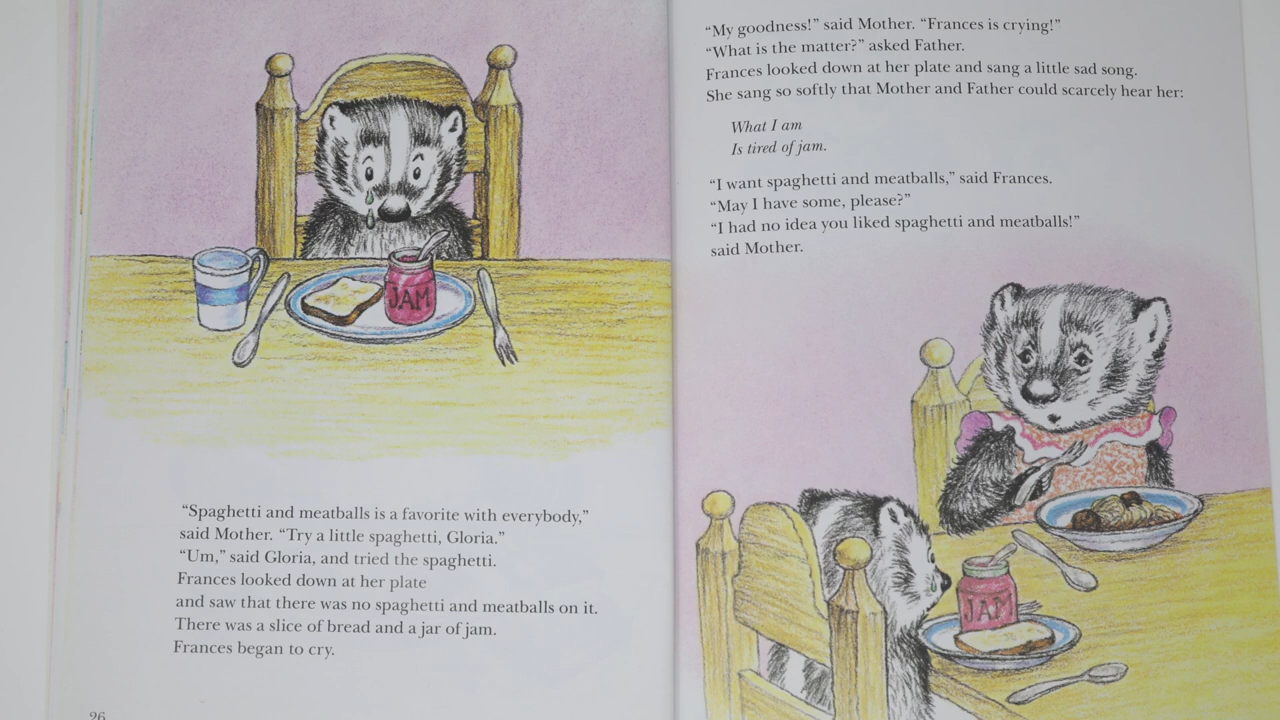 JAM
“Spaghetti and meatballs is a favorite with everybody,”
said Mother. “Try a little spaghetti, Gloria.”
“Um,” said Gloria, and tried the spaghetti.
Frances looked down at her plate
and saw that there was no spaghetti and meatballs on it.
There was a slice of bread and a jar of jam.
Frances began to cry.
26
“My goodness!” said Mother. “Frances is crying!”
“What is the matter?” asked Father.
Frances looked down at her plate and sang a little sad song.
She sang so softly that Mother and Father could scarcely hear her:
What I am
Is tired of jam.
“I want spaghetti and meatballs,” said Frances.
“May I have some, please?”
“I had no idea you liked spaghetti and meatballs!”
said Mother.
JAM